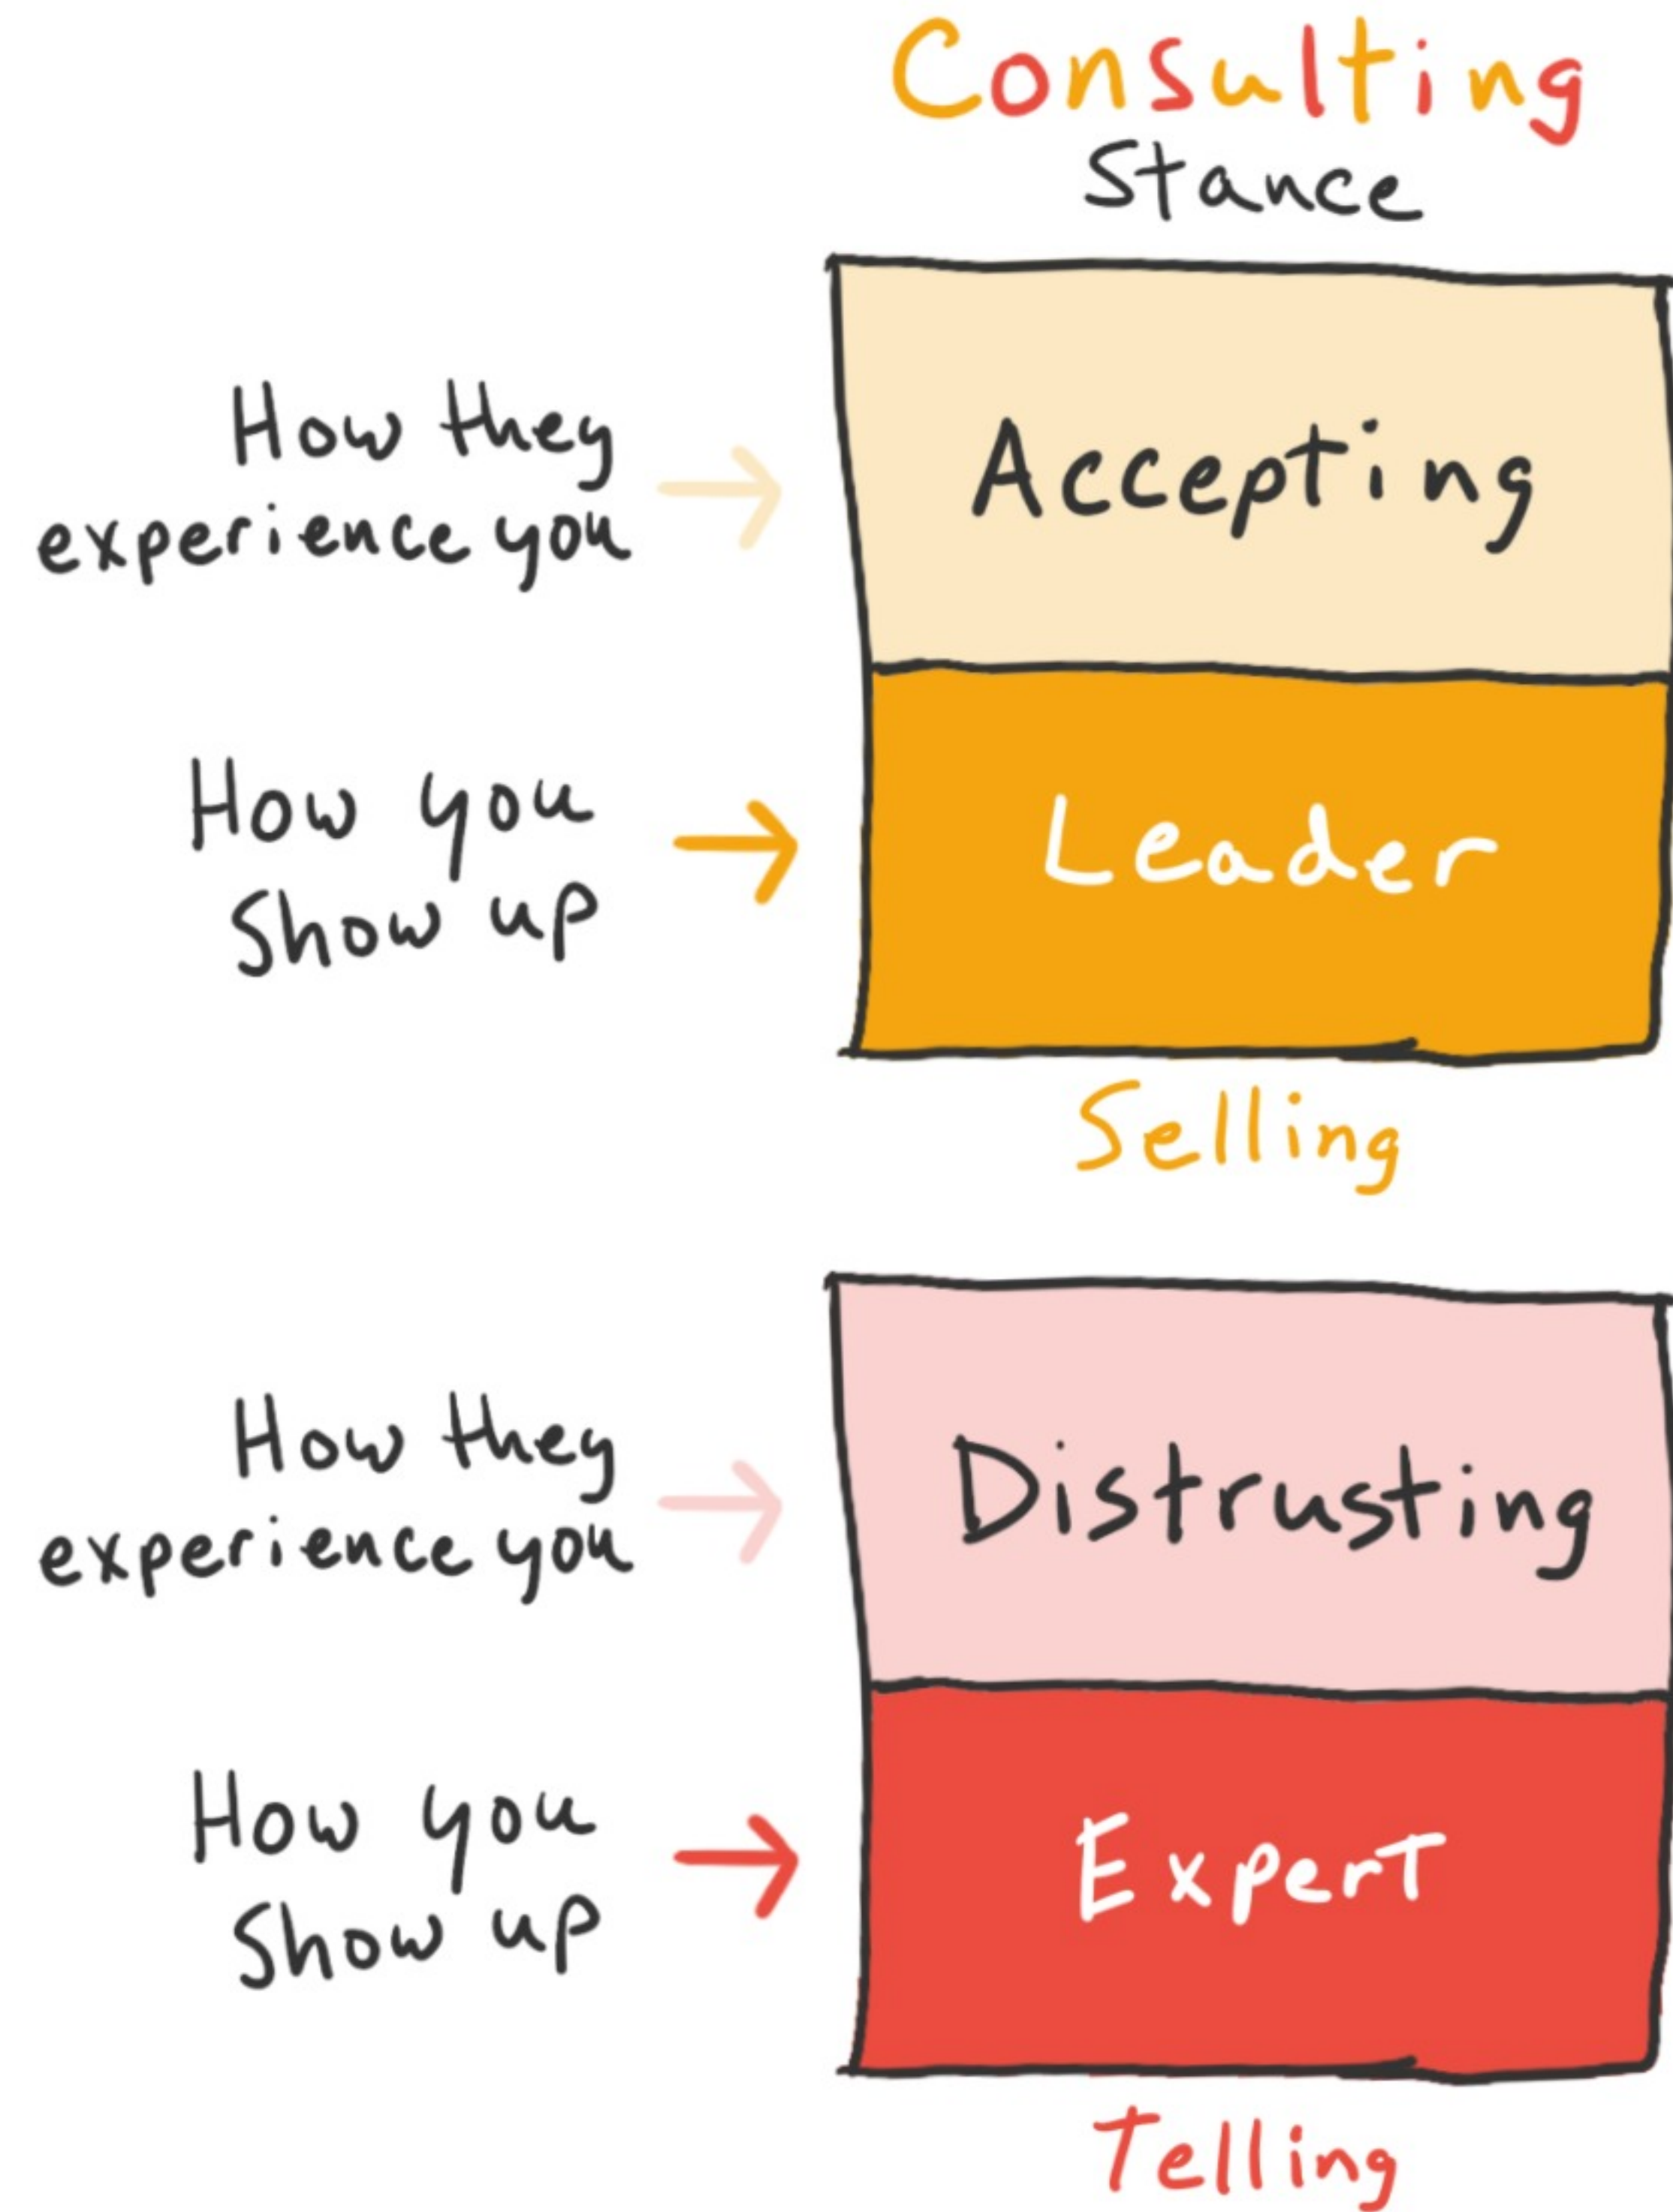 Consulting
Stance
How they
experience you
Accepting
How you
show up
Leader
Selling
How they
experience you
Distrusting
How you
show up
Expert
Telling